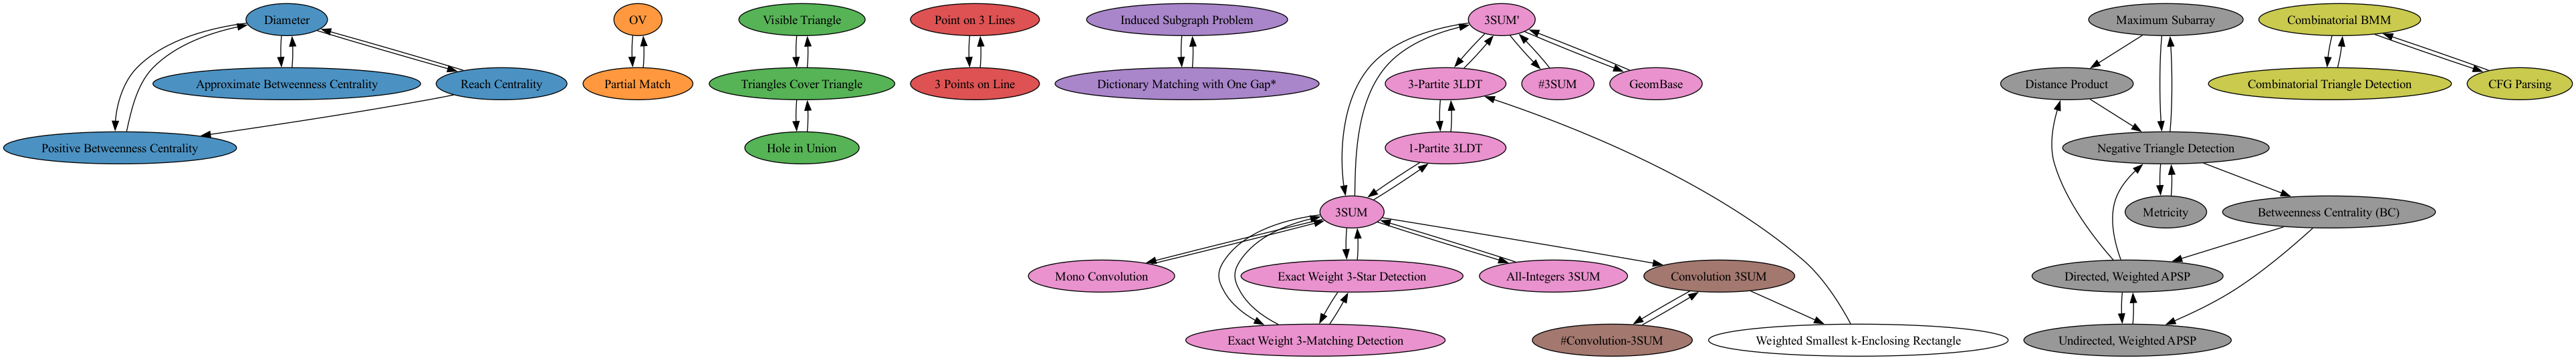 Diameter
OV
Visible Triangle
Point on 3 Lines
Induced Subgraph Problem
3SUM'
Maximum Subarray
Combinatorial BMM
Approximate Betweenness Centrality
Reach Centrality
Partial Match
Triangles Cover Triangle
3 Points on Line
Dictionary Matching with One Gap*
3-Partite 3LDT
#3SUM
GeomBase
Distance Product
Combinatorial Triangle Detection
CFG Parsing
Positive Betweenness Centrality
Hole in Union
1-Partite 3LDT
Negative Triangle Detection
3SUM
Metricity
Betweenness Centrality (BC)
Mono Convolution
Exact Weight 3-Star Detection
All-Integers 3SUM
Convolution 3SUM
Directed, Weighted APSP
Exact Weight 3-Matching Detection
#Convolution-3SUM
Weighted Smallest k-Enclosing Rectangle
Undirected, Weighted APSP